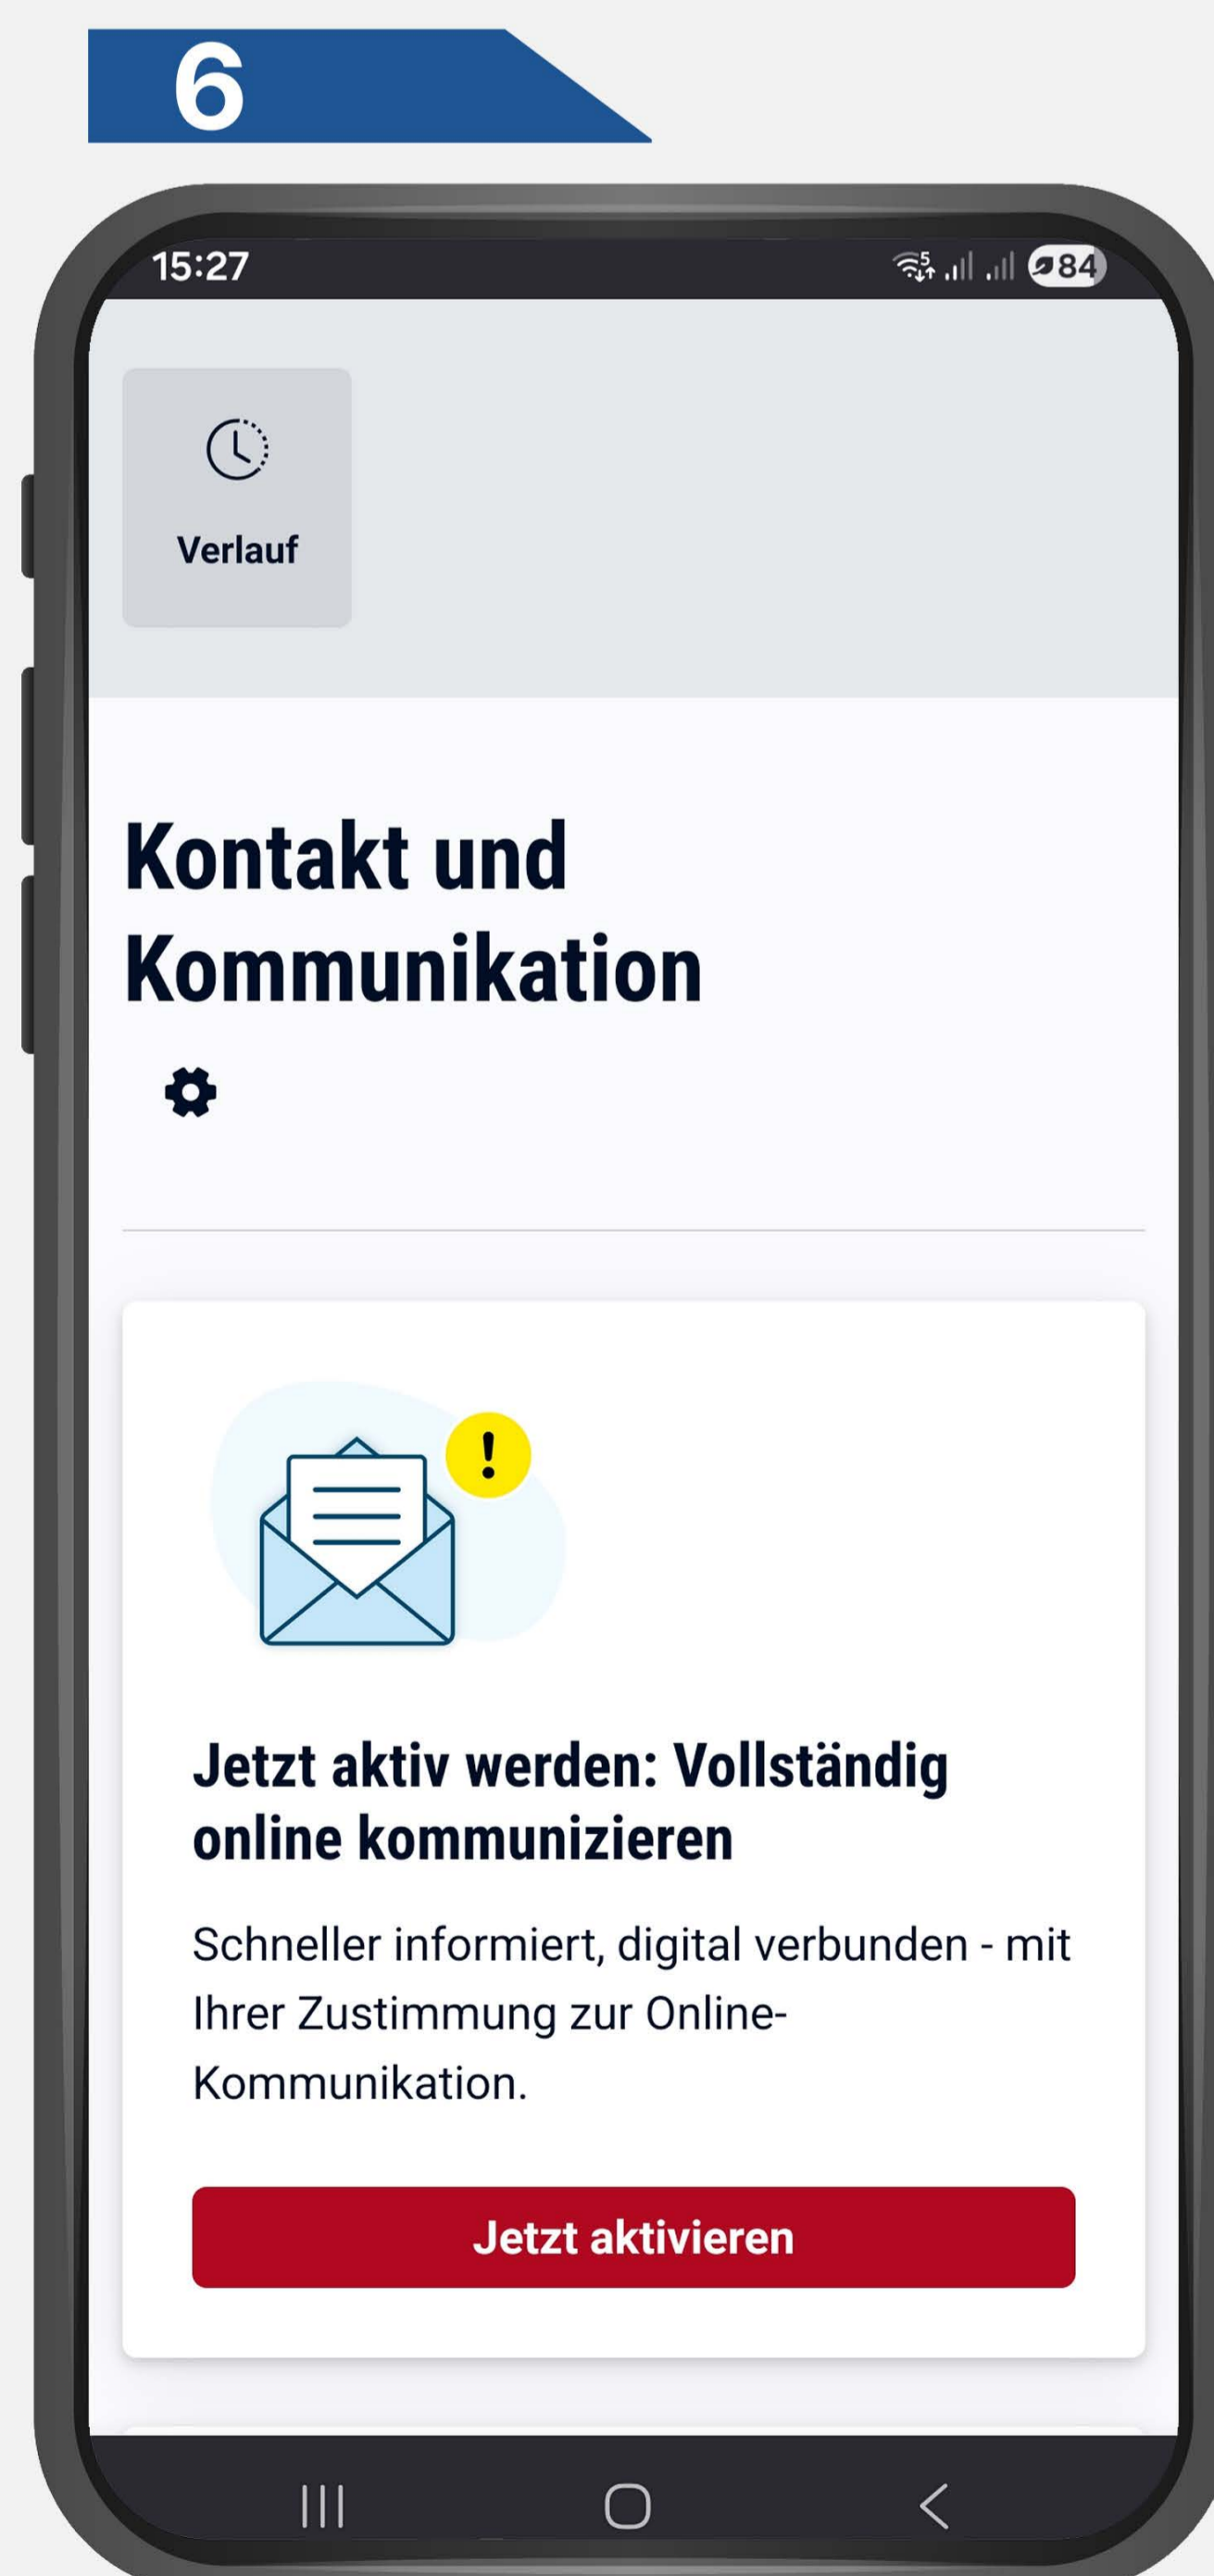 6
15:27
5 84
Verlauf
Kontakt und
Kommunikation
!
Jetzt aktiv werden: Vollständig
online kommunizieren
Schneller informiert, digital verbunden - mit
Ihrer Zustimmung zur Online-
Kommunikation.
Jetzt aktivieren